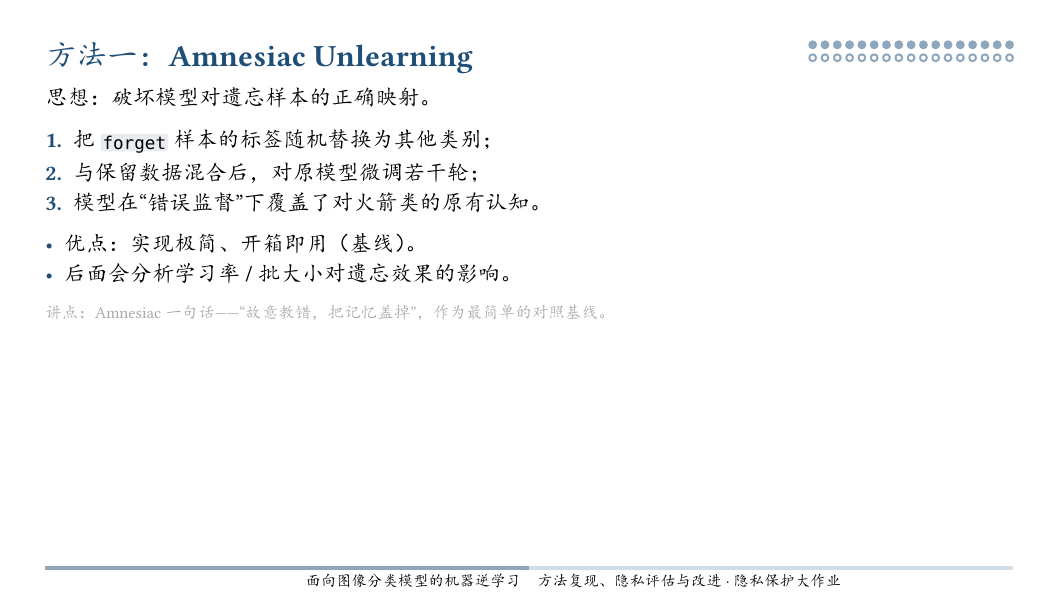 方法一：Amnesiac Unlearning
思想：破坏模型对遗忘样本的正确映射。
1. 把 forget 样本的标签随机替换为其他类别；
2. 与保留数据混合后，对原模型微调若干轮；
3. 模型在“错误监督”下覆盖了对火箭类的原有认知。
• 优点：实现极简、开箱即用（基线）。
• 后面会分析学习率 / 批大小对遗忘效果的影响。
讲点：Amnesiac 一句话——“故意教错，把记忆盖掉”，作为最简单的对照基线。
面向图像分类模型的机器逆学习 方法复现、隐私评估与改进 · 隐私保护大作业